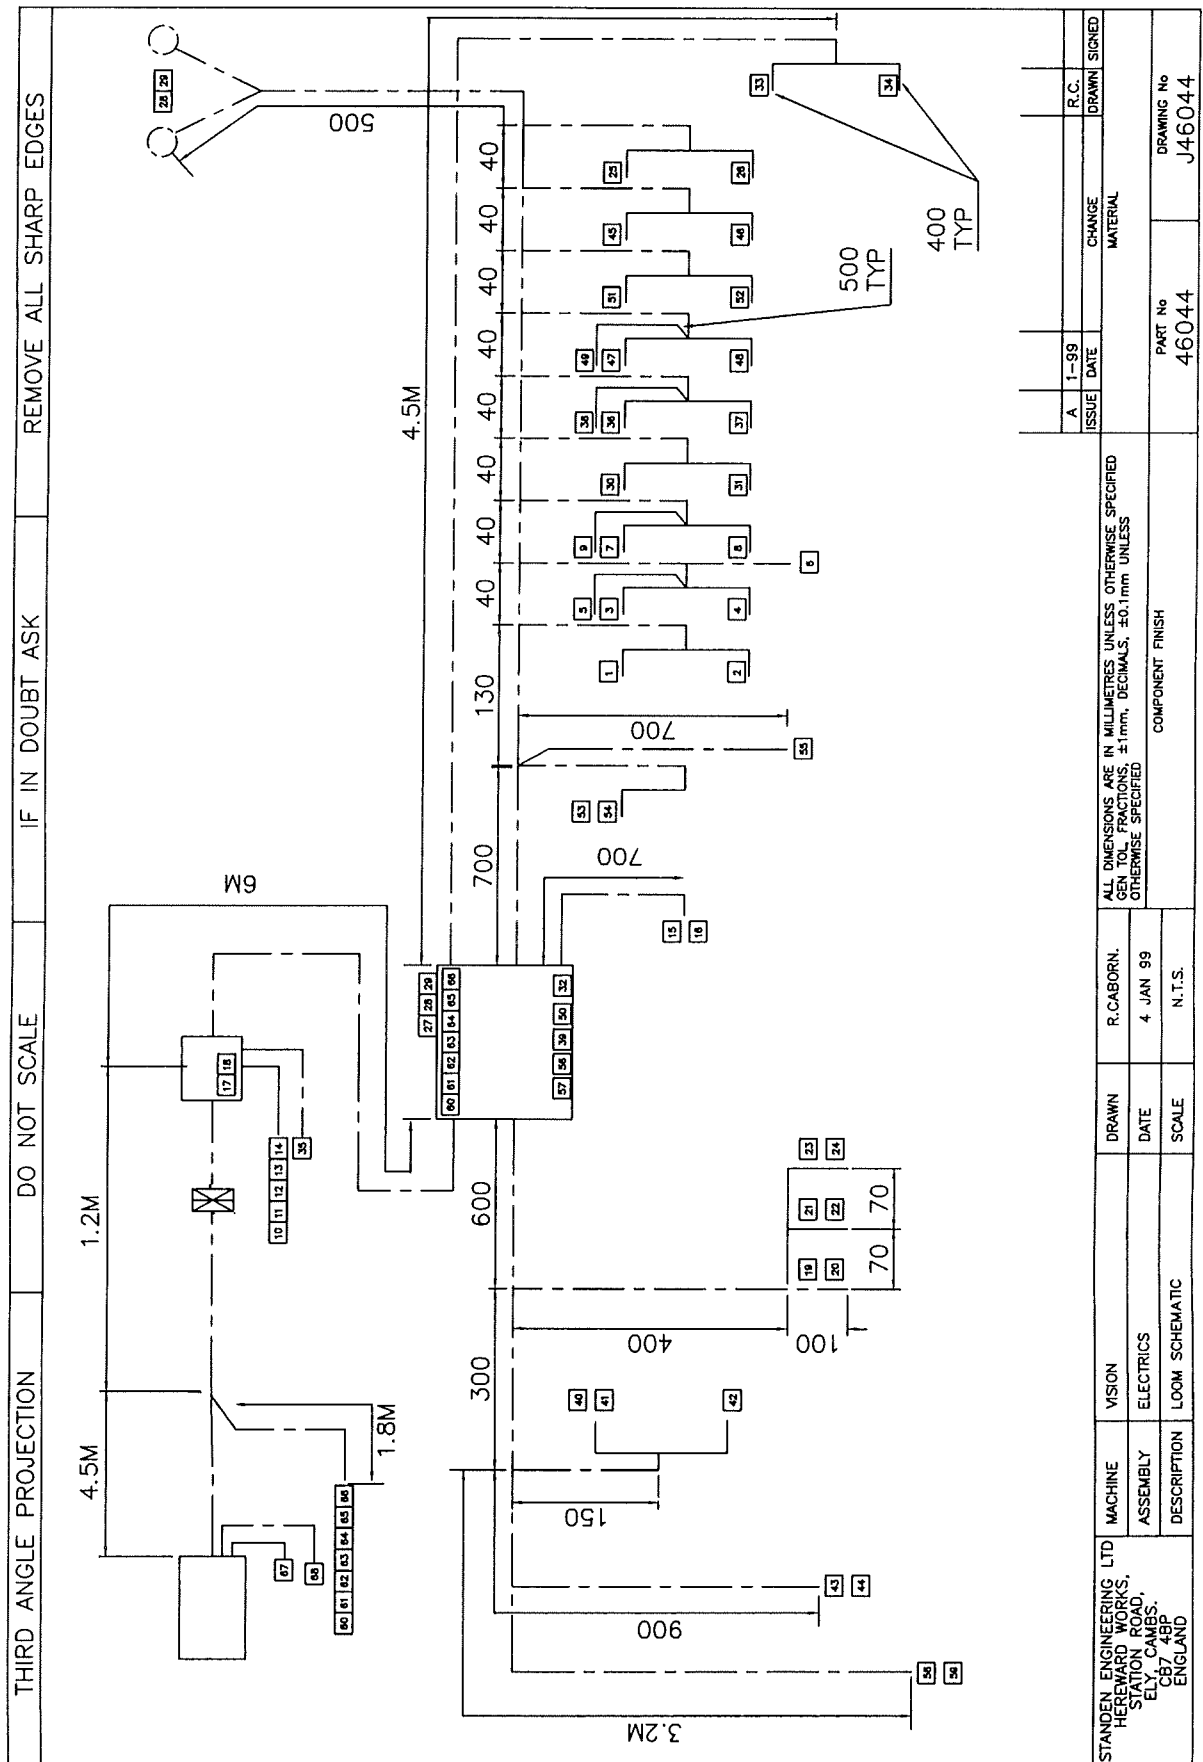 THIRD ANGLE PROJECTION
DO NOT SCALE
IF IN DOUBT ASK
REMOVE ALL SHARP EDGES
4.5M
1.2M
6M
1.8M
67
68
60 61 62 63 64 65 66
10 11 12 13 14
35
17 18
28 29
500
4.5M
27 28 29
60 61 62 63 64 65 66
57 56 39 50 32
300
600
700
130
40
40
40
40
40
40
40
40
3.2M
900
150
400
100
70
70
700
700
58
59
43
44
40
41
42
19
20
21
22
23
24
15
16
53
54
55
1
2
5
3
4
6
9
7
8
30
31
38
36
37
49
47
48
51
52
45
46
25
26
33
34
500
TYP
400
TYP
STANDEN ENGINEERING LTD
HEREWARD WORKS,
STATION ROAD,
ELY, CAMBS.
CB7 4BP
ENGLAND
MACHINE VISION
ASSEMBLY ELECTRICS
DESCRIPTION LOOM SCHEMATIC
DRAWN R.CABORN.
DATE 4 JAN 99
SCALE N.T.S.
ALL DIMENSIONS ARE IN MILLIMETRES UNLESS OTHERWISE SPECIFIED
GEN TOL, FRACTIONS, ±1mm, DECIMALS, ±0.1mm UNLESS
OTHERWISE SPECIFIED
COMPONENT FINISH
A 1-99 R.C.
ISSUE DATE CHANGE DRAWN SIGNED
MATERIAL
PART No
46044
DRAWING No
J46044